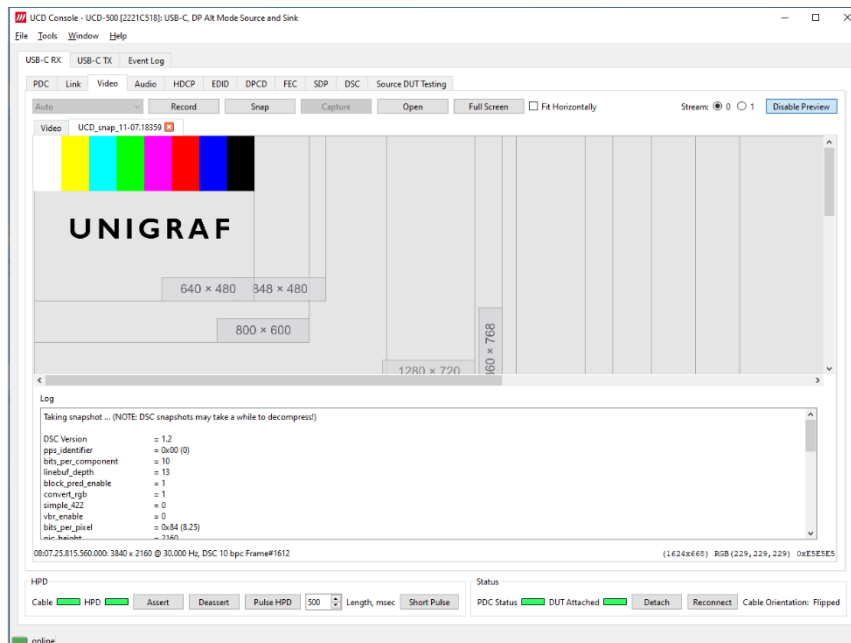 UCD Console - UCD-500 [2221C518]: USB-C, DP Alt Mode Source and Sink
File Tools Window Help
USB-C RX USB-C TX Event Log
PDC Link Video Audio HDCP EDID DPCD FEC SDP DSC Source DUT Testing
Auto Record Snap Capture Open Full Screen Fit Horizontally Stream: 0 1 Disable Preview
Video UCD_snap_11-07.18359
UNIGRAF
640 × 480 848 × 480
800 × 600
1280 × 720
60 × 768
Log
Taking snapshot ... (NOTE: DSC snapshots may take a while to decompress!)
DSC Version = 1.2
pps_identifier = 0x00 (0)
bits_per_component = 10
linebuf_depth = 13
block_pred_enable = 1
convert_rgb = 1
simple_422 = 0
vbr_enable = 0
bits_per_pixel = 0x84 (8.25)
pic_height = 2160
08:07.25.815.560.000: 3840 x 2160 @ 30.000 Hz, DSC 10 bpc Frame#1612 (1624x668) RGB(229,229,229) 0xE5E5E5
HPD Status
Cable HPD Assert Deassert Pulse HPD 500 Length, msec Short Pulse PDC Status DUT Attached Detach Reconnect Cable Orientation: Flipped
online